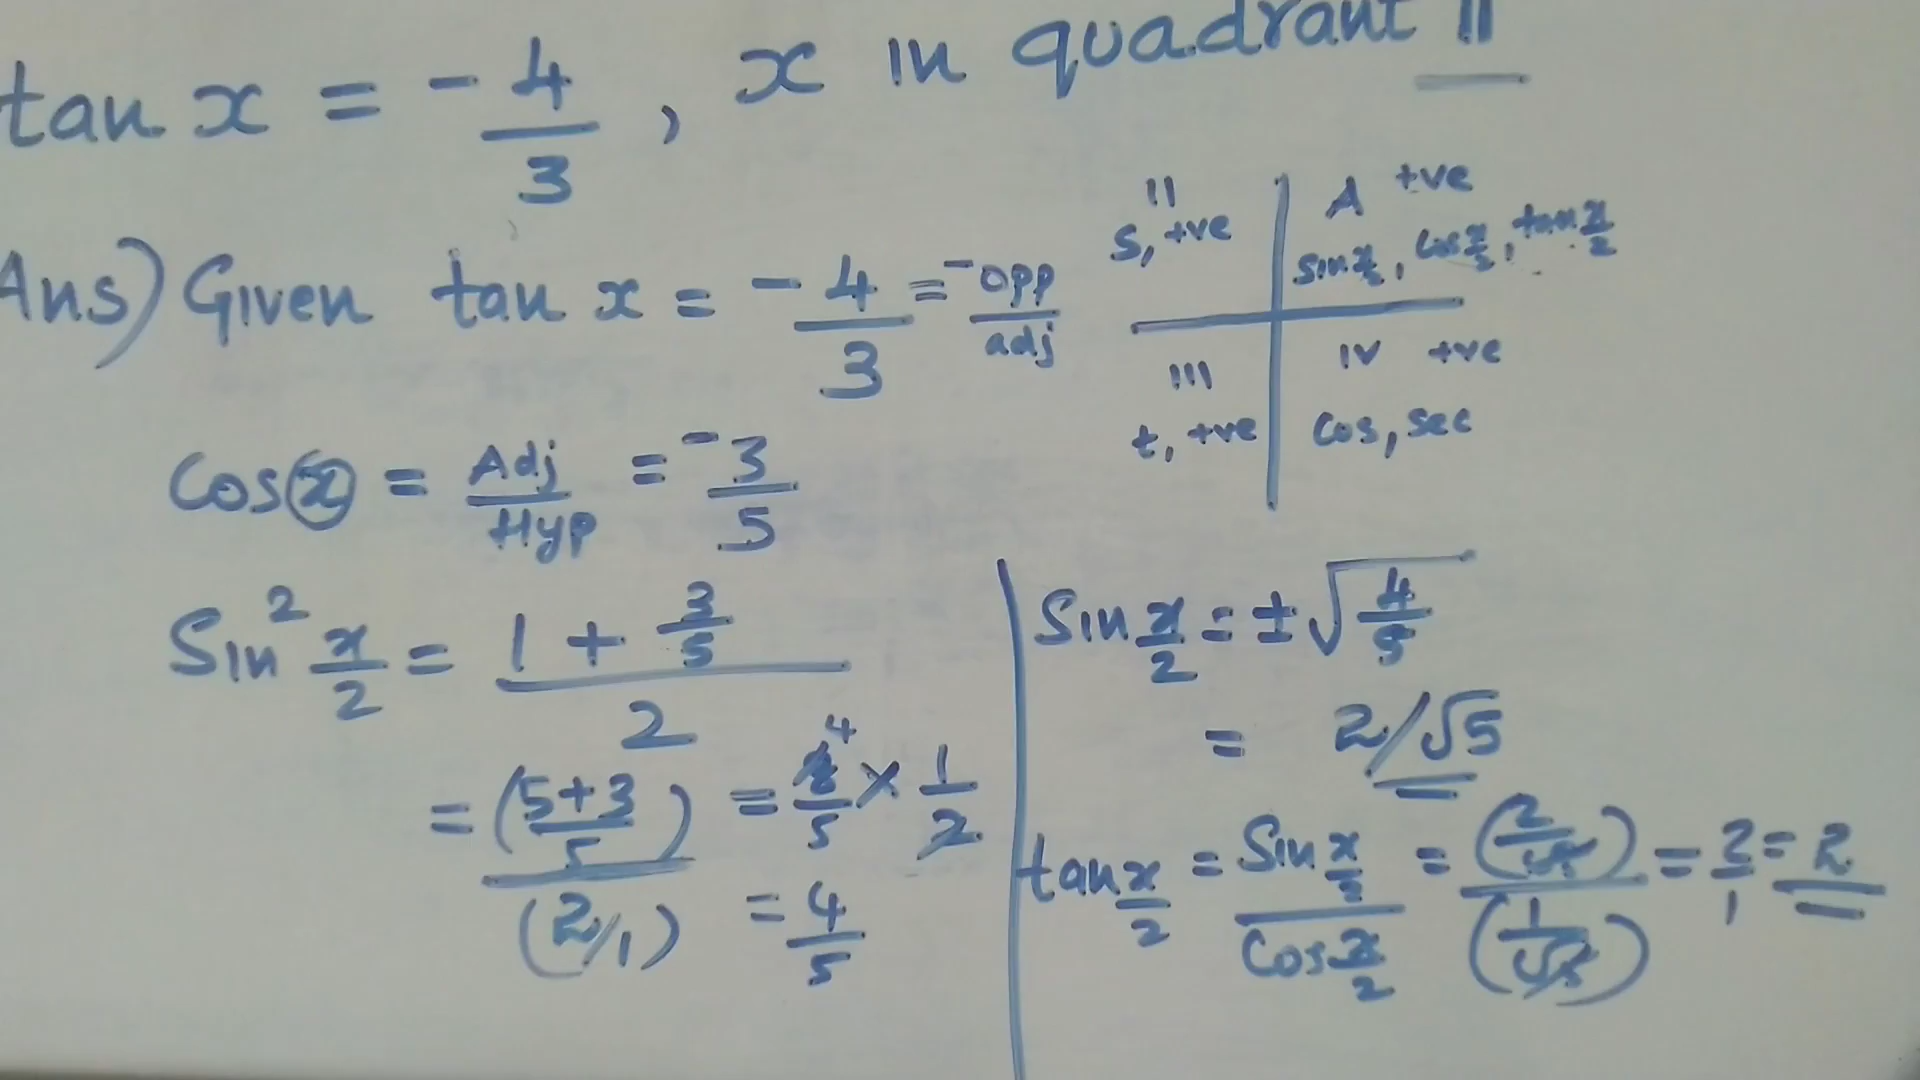 tan x = - 4/3, x in quadrant II
Ans) Given tan x = - 4/3 = - opp/adj
II
S, +ve
A +ve
sin x/2, cos x/2, tan x/2
III
t, +ve
IV +ve
Cos, sec
Cos x = Adj/Hyp = -3/5
Sin² x/2 = (1 + 3/5)/2
= ((5+3)/5)/(2/1) = 8/5 × 1/2
4
= 4/5
Sin x/2 = ± √(4/5)
= 2/√5
tan x/2 = Sin x/2 / Cos x/2 = (2/√5)/(1/√5) = 2/1 = 2